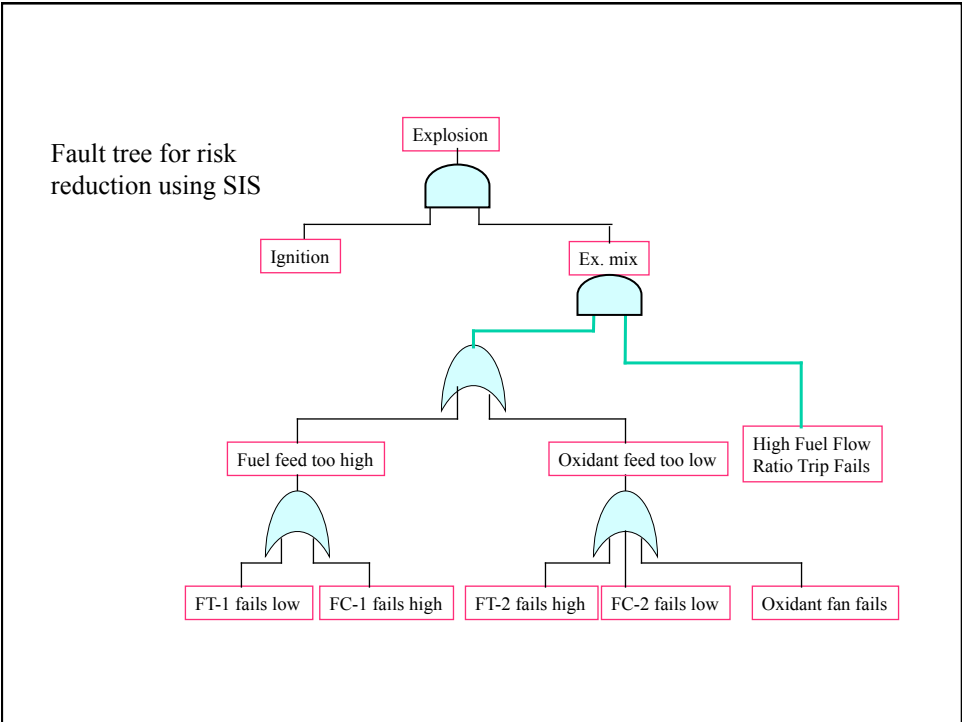 Fault tree for risk
reduction using SIS
Explosion
Ignition
Ex. mix
Fuel feed too high
Oxidant feed too low
High Fuel Flow
Ratio Trip Fails
FT-1 fails low
FC-1 fails high
FT-2 fails high
FC-2 fails low
Oxidant fan fails